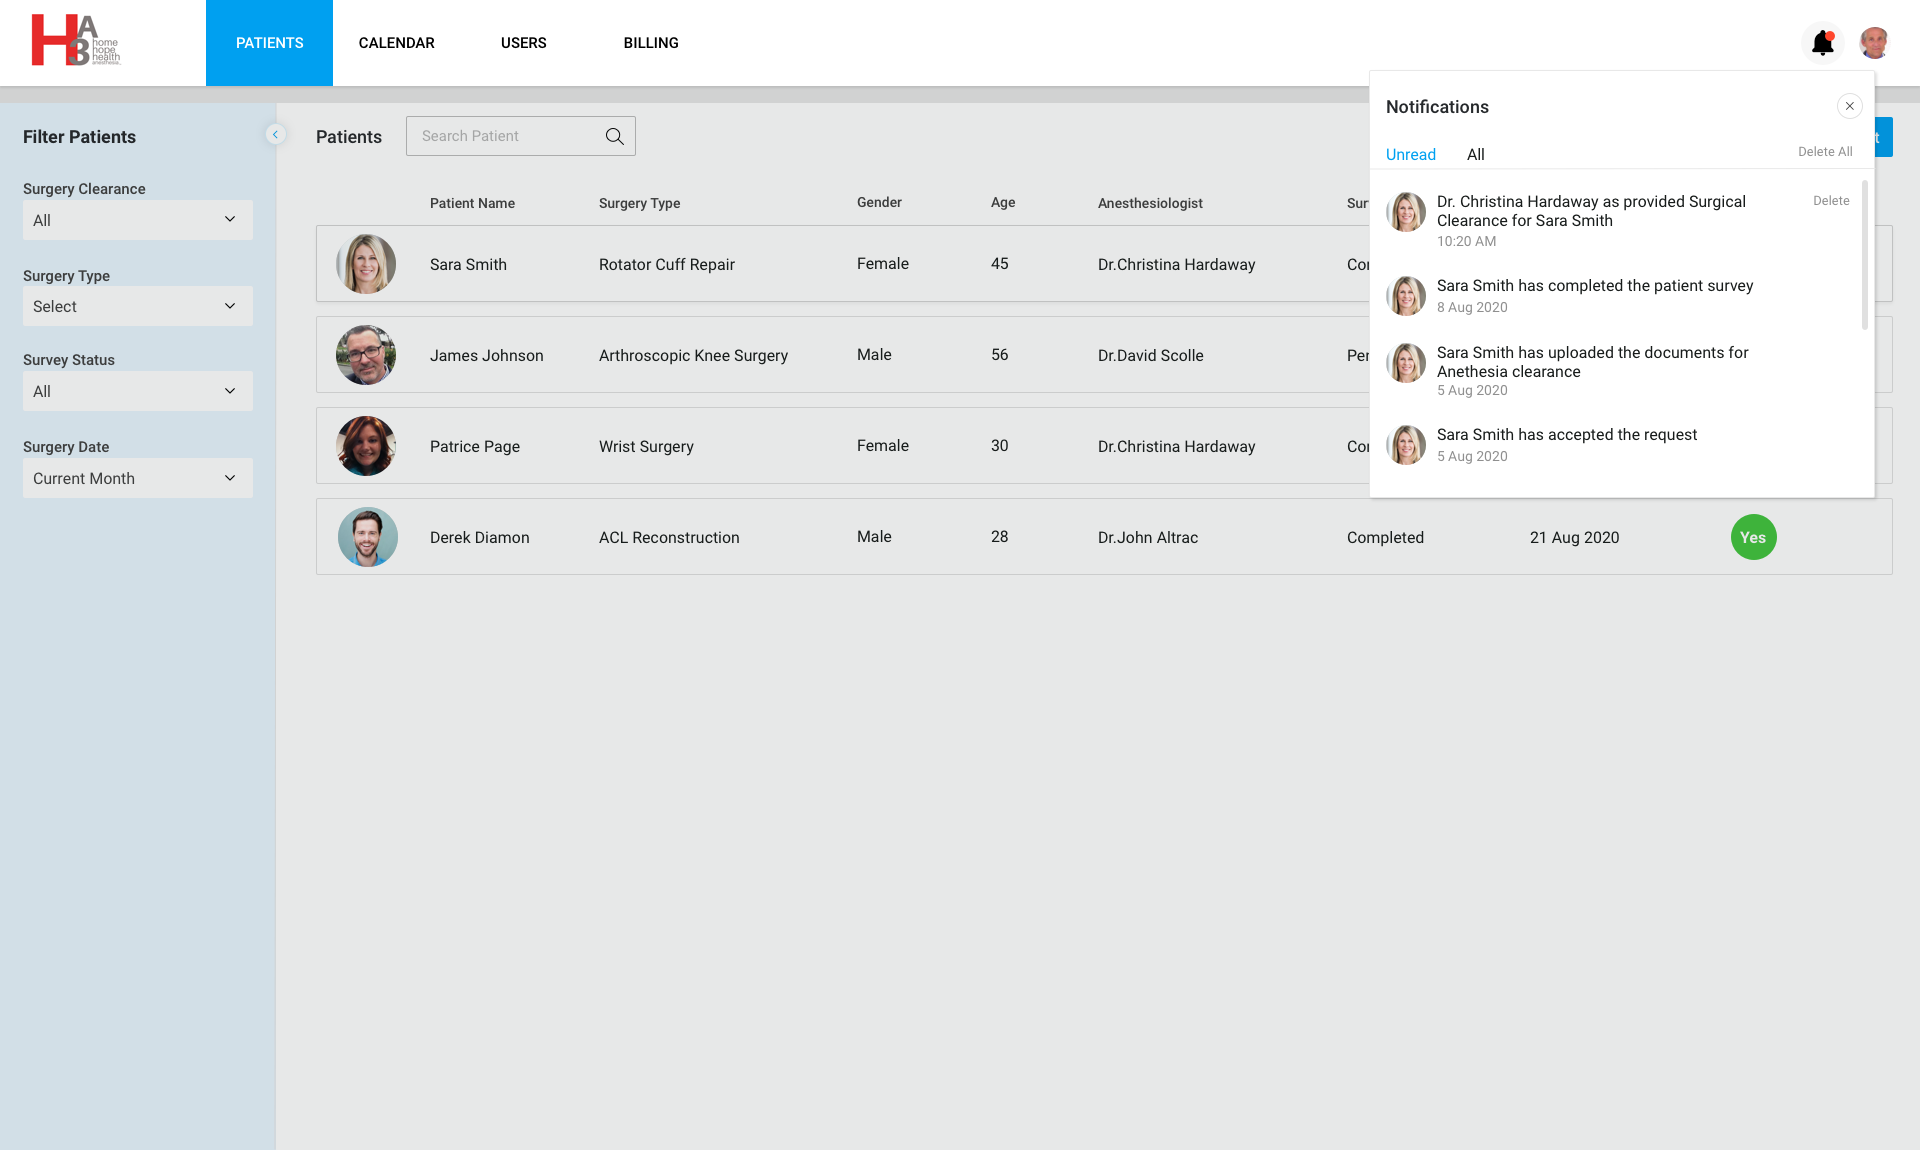 HA3
home
hope
health
anesthesia
PATIENTS
CALENDAR
USERS
BILLING
Filter Patients
Surgery Clearance
All
Surgery Type
Select
Survey Status
All
Surgery Date
Current Month
Patients
Search Patient
t
Patient Name Surgery Type Gender Age Anesthesiologist Sur
Sara Smith Rotator Cuff Repair Female 45 Dr.Christina Hardaway Cor
James Johnson Arthroscopic Knee Surgery Male 56 Dr.David Scolle Per
Patrice Page Wrist Surgery Female 30 Dr.Christina Hardaway Cor
Derek Diamon ACL Reconstruction Male 28 Dr.John Altrac Completed 21 Aug 2020 Yes
Notifications
Unread All Delete All
Dr. Christina Hardaway as provided Surgical Delete
Clearance for Sara Smith
10:20 AM
Sara Smith has completed the patient survey
8 Aug 2020
Sara Smith has uploaded the documents for
Anethesia clearance
5 Aug 2020
Sara Smith has accepted the request
5 Aug 2020